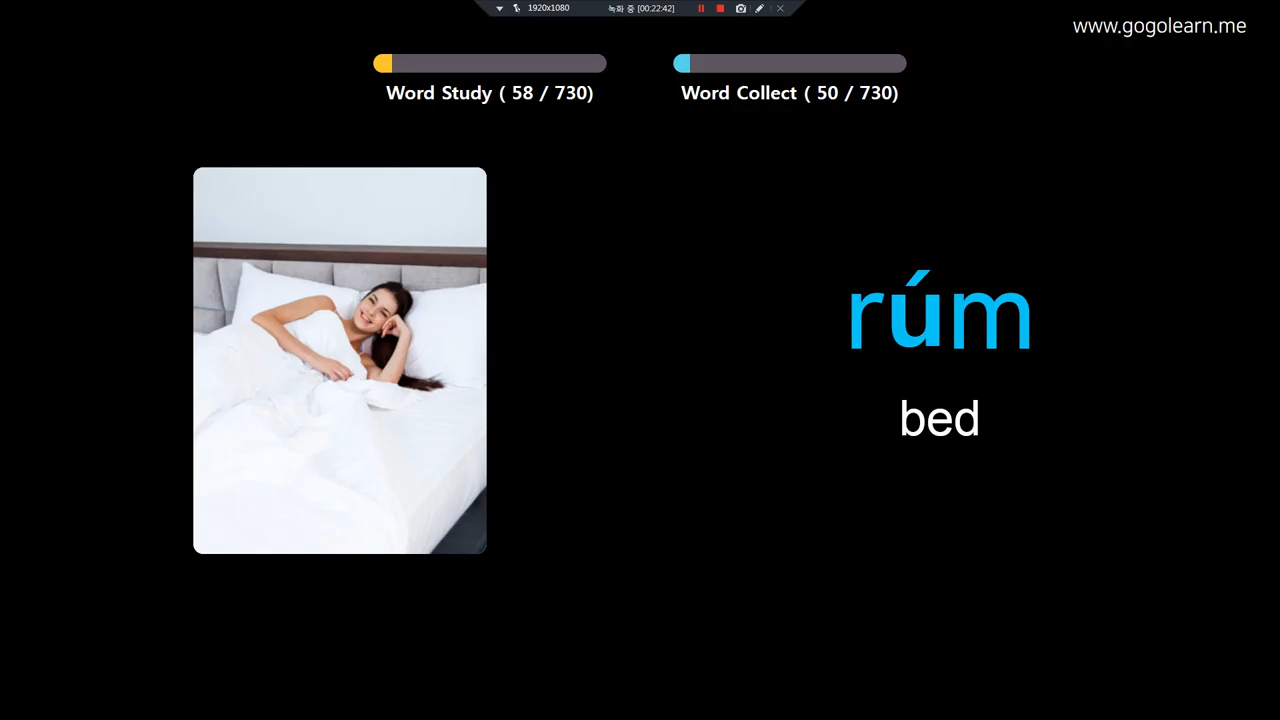 1920x1080 녹화 중 [00:22:42]
www.gogolearn.me
Word Study ( 58 / 730) Word Collect ( 50 / 730)
rúm
bed